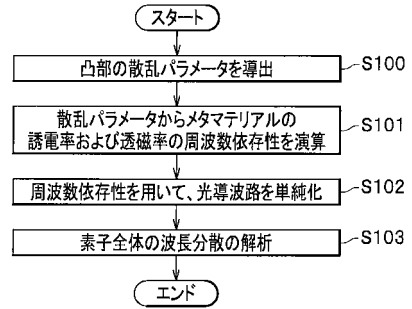 スタート
凸部の散乱パラメータを導出
S100
散乱パラメータからメタマテリアルの
誘電率および透磁率の周波数依存性を演算
S101
周波数依存性を用いて、光導波路を単純化
S102
素子全体の波長分散の解析
S103
エンド